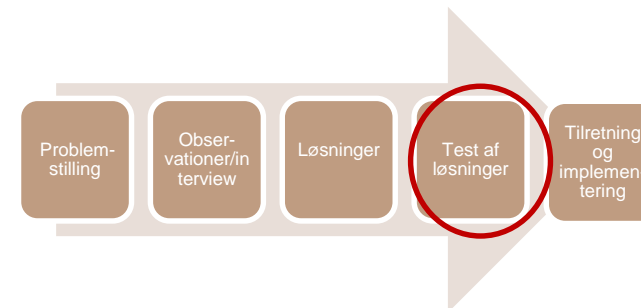 Problem-
stilling
Obser-
vationer/in
terview
Løsninger
Test af
løsninger
Tilretning
og
implemen-
tering